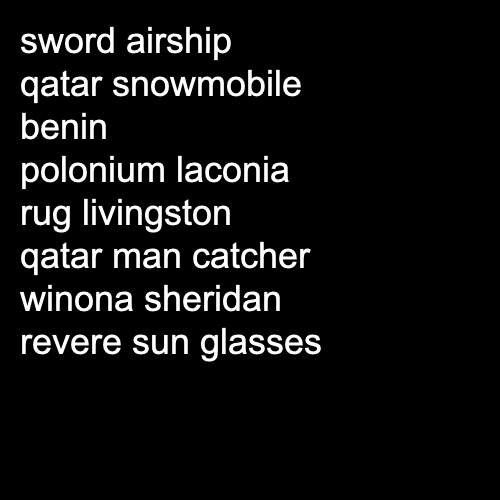 sword airship
qatar snowmobile
benin
polonium laconia
rug livingston
qatar man catcher
winona sheridan
revere sun glasses